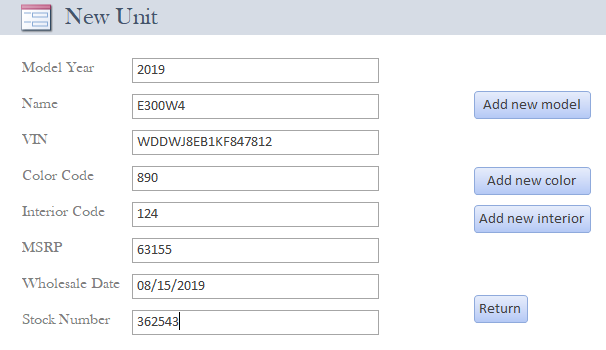 New Unit
Model Year 2019
Name E300W4 Add new model
VIN WDDWJ8EB1KF847812
Color Code 890 Add new color
Interior Code 124 Add new interior
MSRP 63155
Wholesale Date 08/15/2019
Stock Number 362543 Return